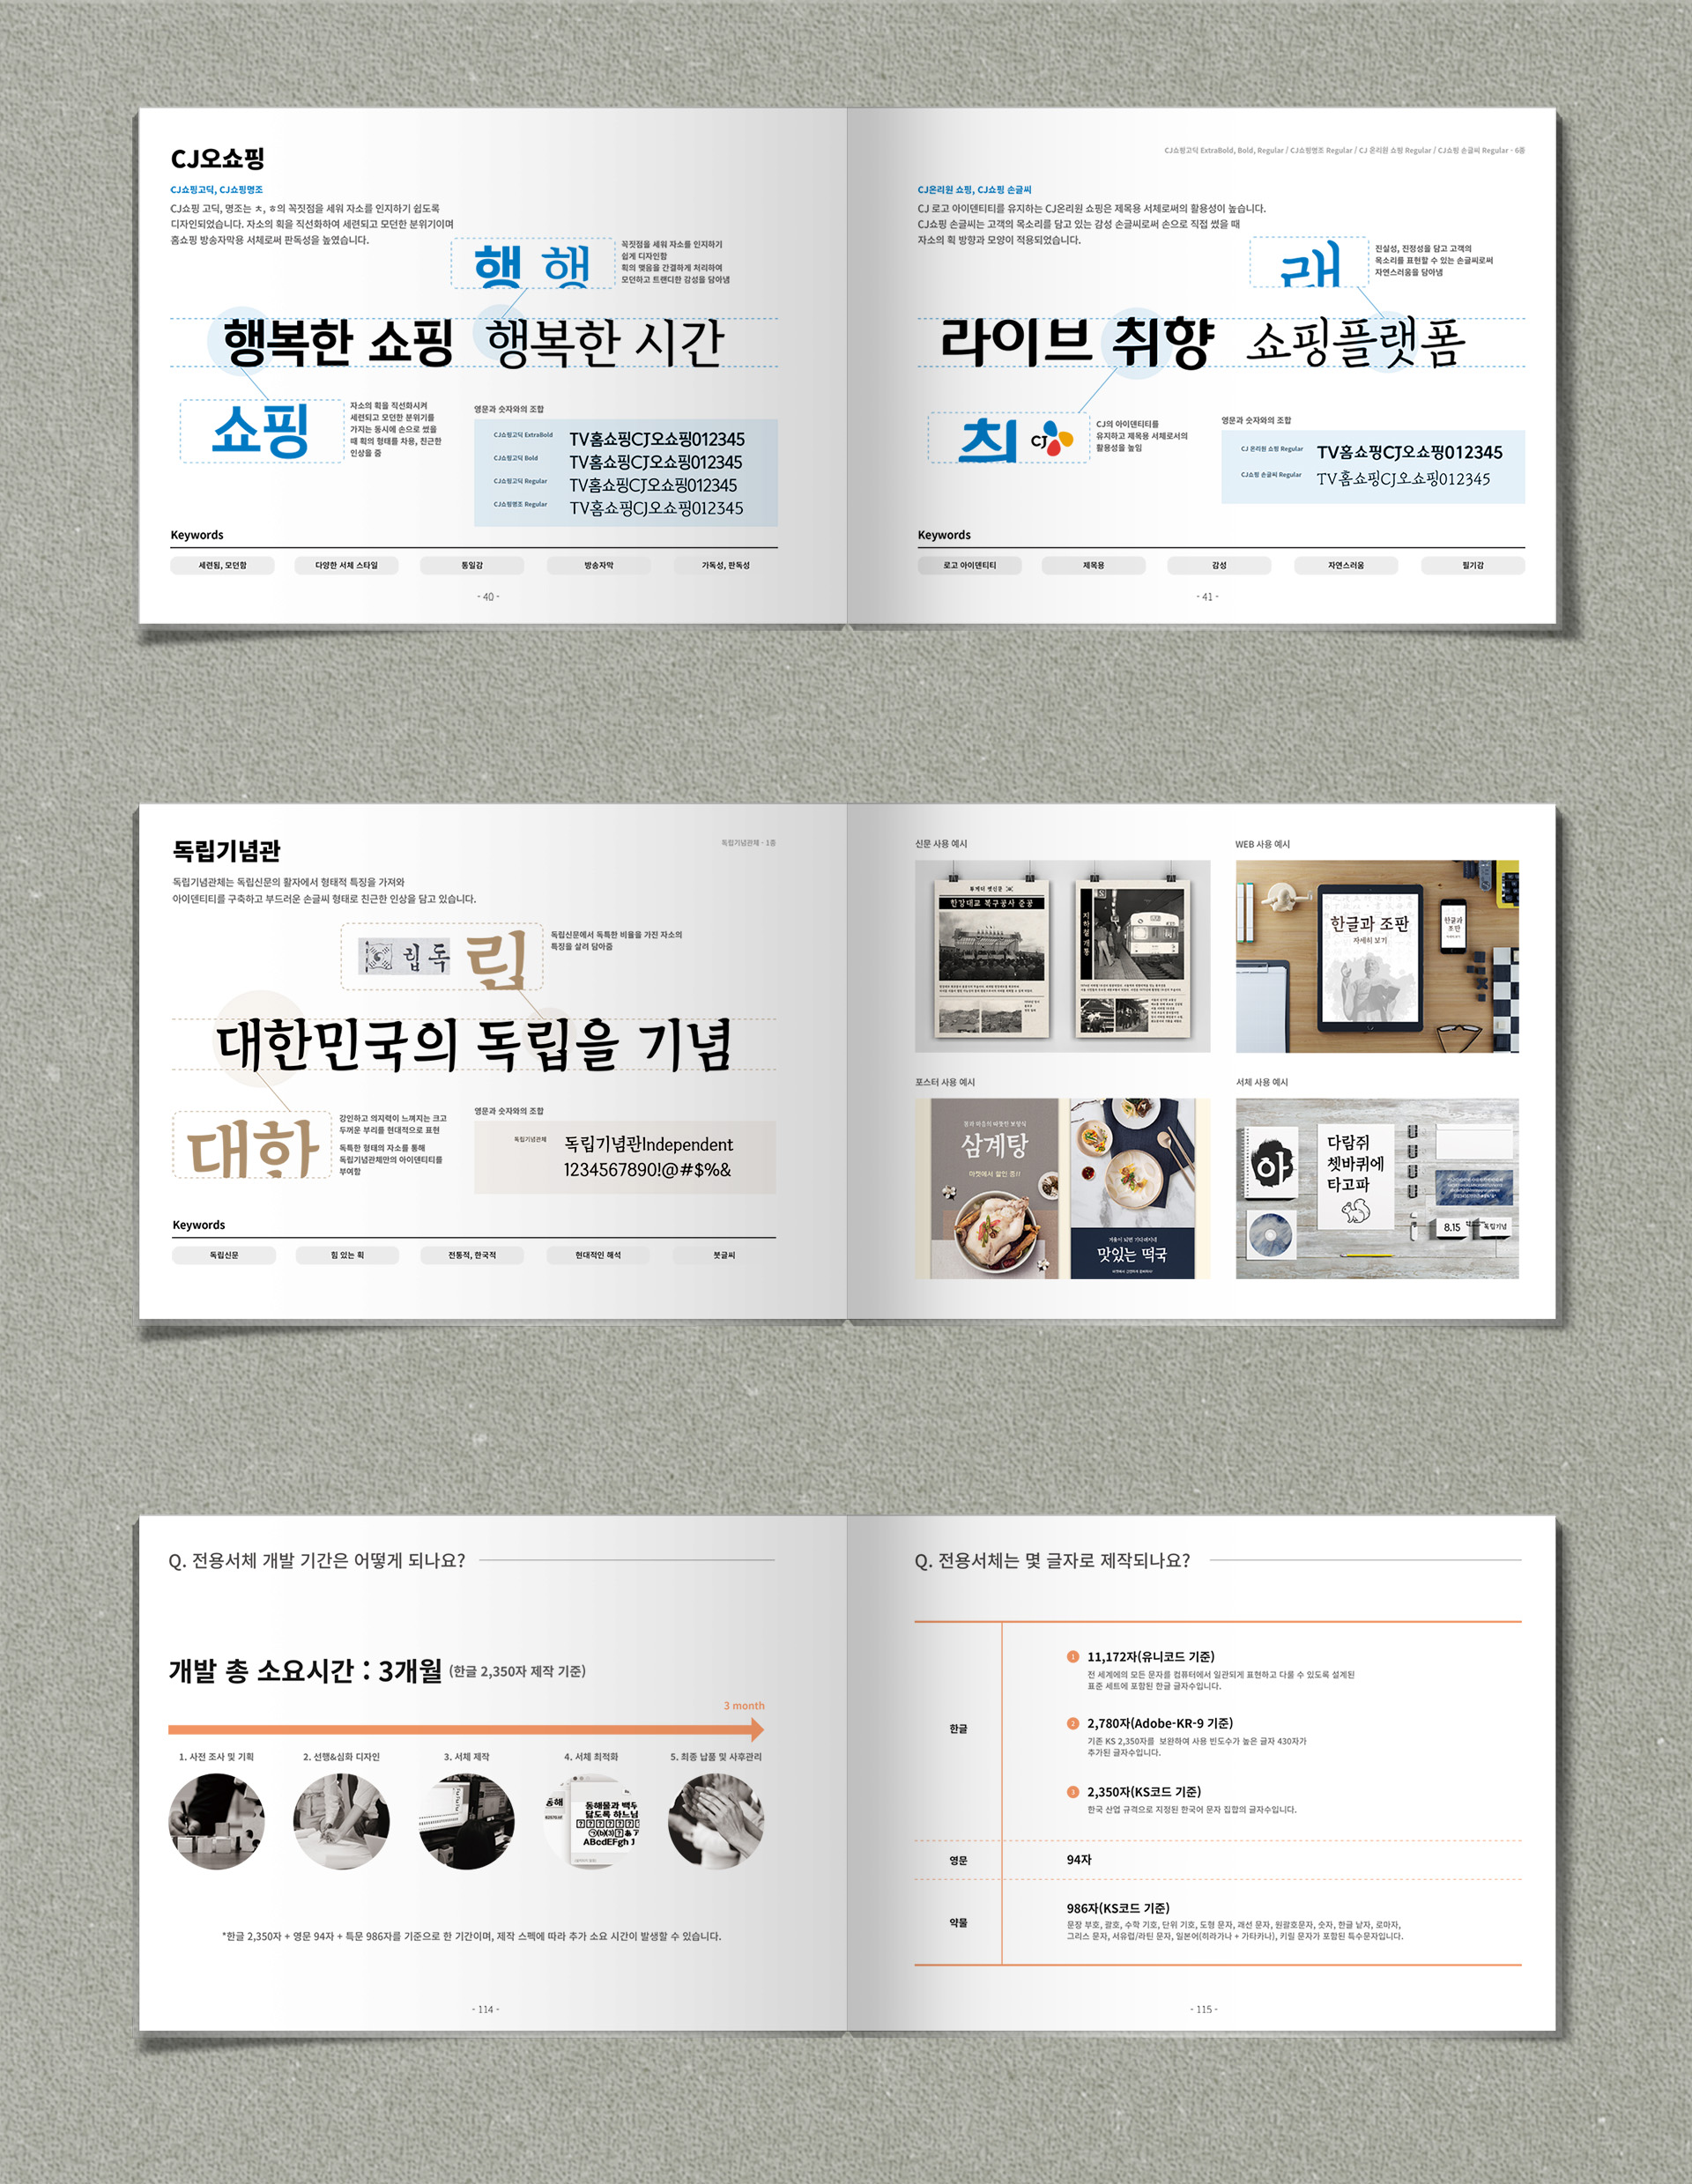 CJ오쇼핑
CJ쇼핑고딕, CJ쇼핑명조
CJ쇼핑 고딕, 명조는 ㅊ, ㅎ의 꼭짓점을 세워 자소를 인지하기 쉽도록
디자인되었습니다. 자소의 획을 직선화하여 세련되고 모던한 분위기이며
홈쇼핑 방송자막용 서체로써 판독성을 높였습니다.
행 행
꼭짓점을 세워 자소를 인지하기
쉽게 디자인함
획의 맺음을 간결하게 처리하여
모던하고 트렌디한 감성을 담아냄
행복한 쇼핑 행복한 시간
쇼핑
자소의 획을 직선화시켜
세련되고 모던한 분위기를
가지는 동시에 손으로 썼을
때 획의 형태를 차용, 친근한
인상을 줌
영문과 숫자와의 조합
CJ쇼핑고딕 ExtraBold TV홈쇼핑CJ오쇼핑012345
CJ쇼핑고딕 Bold TV홈쇼핑CJ오쇼핑012345
CJ쇼핑고딕 Regular TV홈쇼핑CJ오쇼핑012345
CJ쇼핑명조 Regular TV홈쇼핑CJ오쇼핑012345
Keywords
세련됨, 모던함 다양한 서체 스타일 통일감 방송자막 가독성, 판독성
- 40 -
CJ쇼핑고딕 ExtraBold, Bold, Regular / CJ쇼핑명조 Regular / CJ 온리원 쇼핑 Regular / CJ쇼핑 손글씨 Regular - 6종
CJ온리원 쇼핑, CJ쇼핑 손글씨
CJ 로고 아이덴티티를 유지하는 CJ온리원 쇼핑은 제목용 서체로써의 활용성이 높습니다.
CJ쇼핑 손글씨는 고객의 목소리를 담고 있는 감성 손글씨로써 손으로 직접 썼을 때
자소의 획 방향과 모양이 적용되었습니다.
진실성, 진정성을 담고 고객의
목소리를 표현할 수 있는 손글씨로써
자연스러움을 담아냄
라이브 취향 쇼핑플랫폼
CJ
CJ의 아이덴티티를
유지하고 제목용 서체로서의
활용성을 높임
영문과 숫자와의 조합
CJ 온리원 쇼핑 Regular TV홈쇼핑CJ오쇼핑012345
CJ쇼핑 손글씨 Regular TV홈쇼핑CJ오쇼핑012345
Keywords
로고 아이덴티티 제목용 감성 자연스러움 필기감
- 41 -
독립기념관
독립기념관체 - 1종
독립기념관체는 독립신문의 활자에서 형태적 특징을 가져와
아이덴티티를 구축하고 부드러운 손글씨 형태로 친근한 인상을 담고 있습니다.
립독 립
독립신문에서 독특한 비율을 가진 자소의
특징을 살려 담아줌
대한민국의 독립을 기념
대한
강인하고 의지력이 느껴지는 크고
두꺼운 부리를 현대적으로 표현
독특한 형태의 자소를 통해
독립기념관체만의 아이덴티티를
부여함
영문과 숫자와의 조합
독립기념관체 독립기념관Independent
1234567890!@#$%&
Keywords
독립신문 힘 있는 획 전통적, 한국적 현대적인 해석 붓글씨
신문 사용 예시
한강대교 복구공사 준공
지하철 개통
WEB 사용 예시
한글과 조판
자세히 보기
한글과
조판
포스터 사용 예시
삼계탕
맛있는 떡국
서체 사용 예시
아
다람쥐
쳇바퀴에
타고파
8.15
독립기념
Q. 전용서체 개발 기간은 어떻게 되나요?
개발 총 소요시간 : 3개월 (한글 2,350자 제작 기준)
3 month
1. 사전 조사 및 기획 2. 선행&심화 디자인 3. 서체 제작 4. 서체 최적화 5. 최종 납품 및 사후관리
동해물과 백두
닳도록 하느님
ABcdEFgh
*한글 2,350자 + 영문 94자 + 특문 986자를 기준으로 한 기간이며, 제작 스펙에 따라 추가 소요 시간이 발생할 수 있습니다.
- 114 -
Q. 전용서체는 몇 글자로 제작되나요?
한글
1 11,172자(유니코드 기준)
전 세계에의 모든 문자를 컴퓨터에서 일관되게 표현하고 다룰 수 있도록 설계된
표준 세트에 포함된 한글 글자수입니다.
2 2,780자(Adobe-KR-9 기준)
기존 KS 2,350자를 보완하여 사용 빈도수가 높은 글자 430자가
추가된 글자수입니다.
3 2,350자(KS코드 기준)
한국 산업 규격으로 지정된 한국어 문자 집합의 글자수입니다.
영문 94자
약물
986자(KS코드 기준)
문장 부호, 괄호, 수학 기호, 단위 기호, 도형 문자, 괘선 문자, 원괄호문자, 숫자, 한글 낱자, 로마자,
그리스 문자, 서유럽/라틴 문자, 일본어(히라가나 + 가타카나), 키릴 문자가 포함된 특수문자입니다.
- 115 -